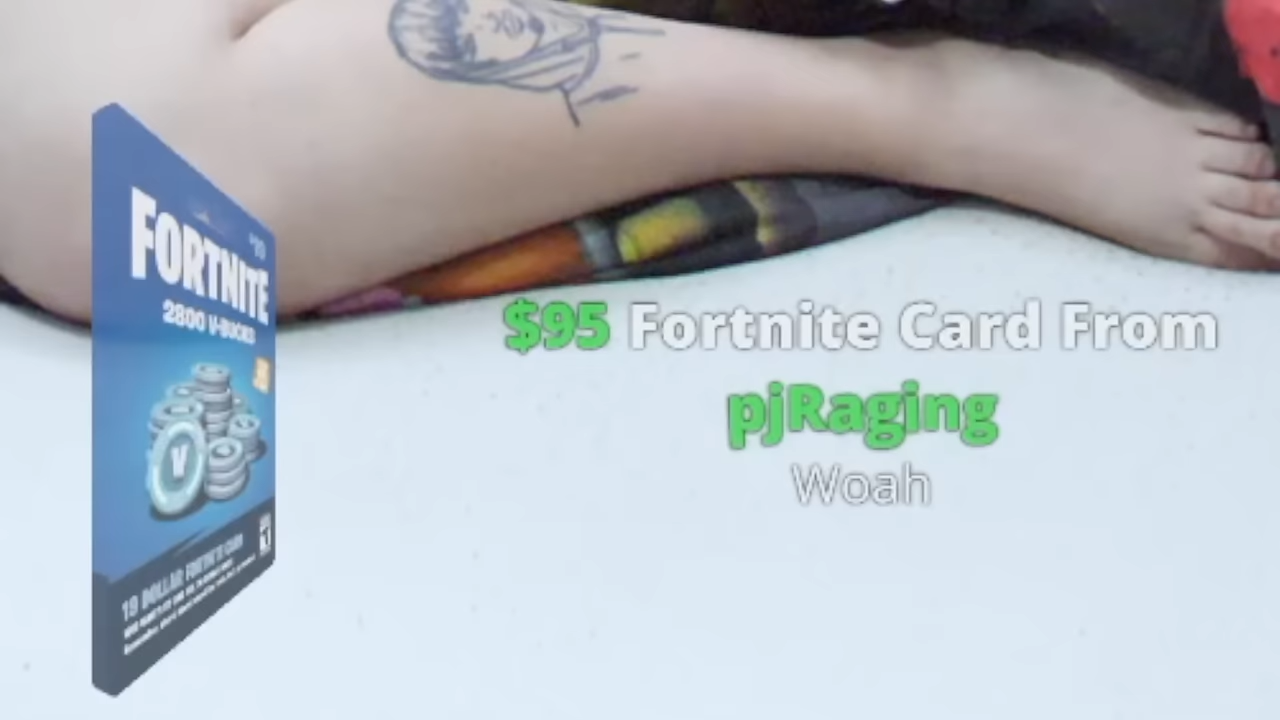 FORTNITE
2800 V-BUCKS
V
19 DOLLAR FORTNITE CARD
$95 Fortnite Card From
pjRaging
Woah